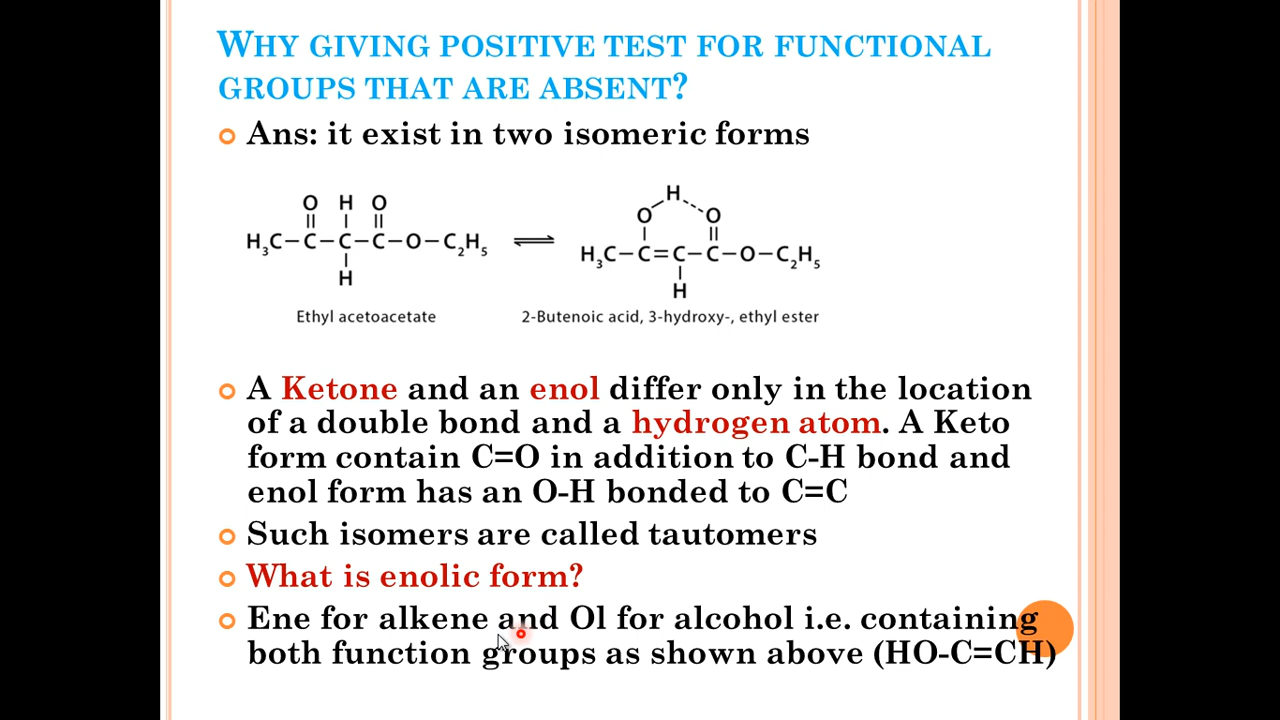 WHY GIVING POSITIVE TEST FOR FUNCTIONAL
GROUPS THAT ARE ABSENT?
Ans: it exist in two isomeric forms
O H O
H₃C–C–C–C–O–C₂H₅
H
Ethyl acetoacetate
H
O O
H₃C–C=C–C–O–C₂H₅
H
2-Butenoic acid, 3-hydroxy-, ethyl ester
A Ketone and an enol differ only in the location
of a double bond and a hydrogen atom. A Keto
form contain C=O in addition to C-H bond and
enol form has an O-H bonded to C=C
Such isomers are called tautomers
What is enolic form?
Ene for alkene and Ol for alcohol i.e. containing
both function groups as shown above (HO-C=CH)